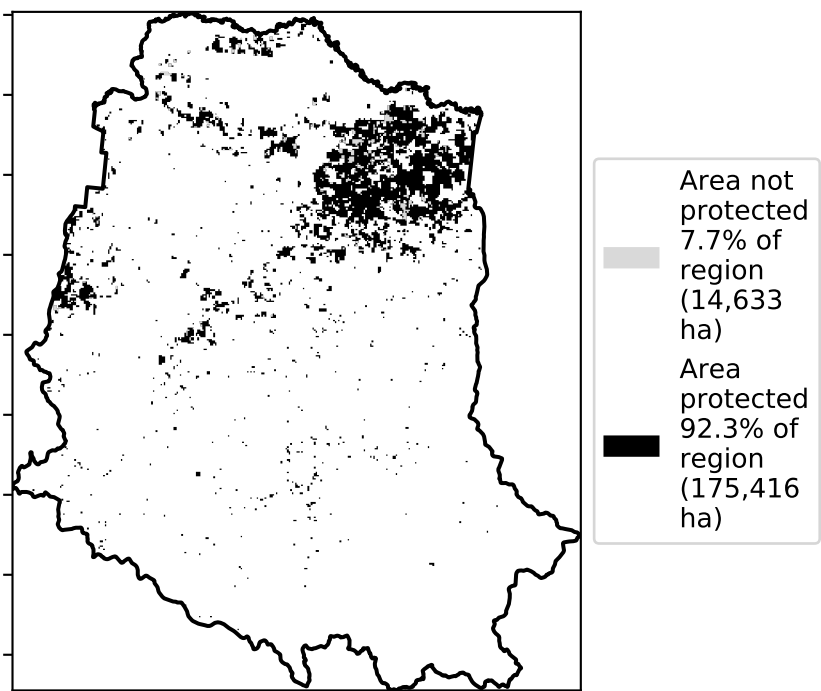 Area not
protected
7.7% of
region
(14,633
ha)
Area
protected
92.3% of
region
(175,416
ha)